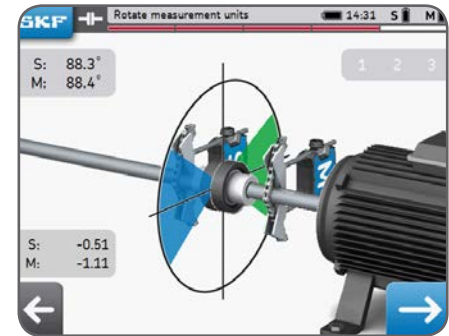 SKF Rotate measurement units 14:31 S M
S: 88.3°
M: 88.4°
1 2 3
S: -0.51
M: -1.11
S
M